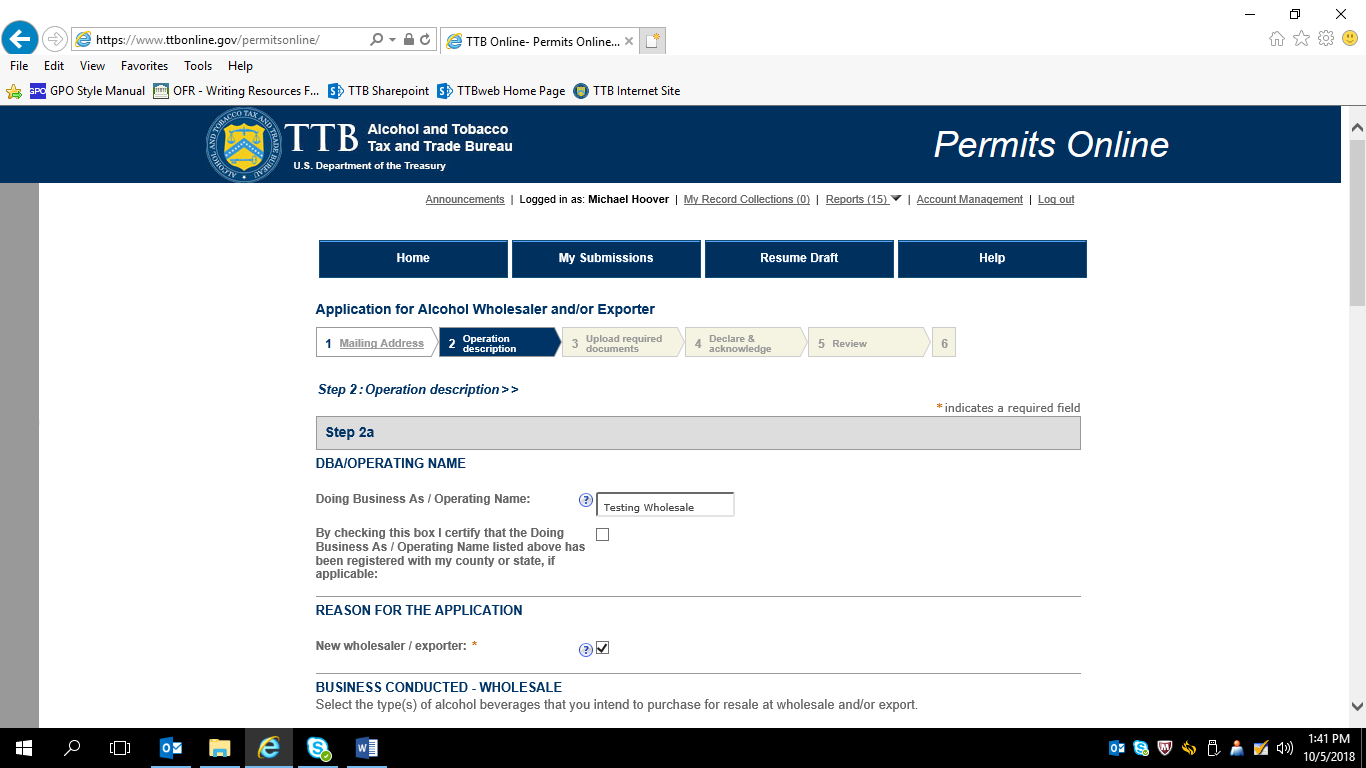 https://www.ttbonline.gov/permitsonline/
TTB Online- Permits Online...
File Edit View Favorites Tools Help
GPO GPO Style Manual OFR - Writing Resources F... TTB Sharepoint TTBweb Home Page TTB Internet Site
ALCOHOL AND TOBACCO TAX AND TRADE BUREAU
TTB Alcohol and Tobacco
Tax and Trade Bureau
U.S. Department of the Treasury
Permits Online
Announcements | Logged in as: Michael Hoover | My Record Collections (0) | Reports (15) | Account Management | Log out
Home My Submissions Resume Draft Help
Application for Alcohol Wholesaler and/or Exporter
1 Mailing Address 2 Operation description 3 Upload required documents 4 Declare & acknowledge 5 Review 6
Step 2 : Operation description>>
* indicates a required field
Step 2a
DBA/OPERATING NAME
Doing Business As / Operating Name: ? Testing Wholesale
By checking this box I certify that the Doing
Business As / Operating Name listed above has
been registered with my county or state, if
applicable:
REASON FOR THE APPLICATION
New wholesaler / exporter: * ?
BUSINESS CONDUCTED - WHOLESALE
Select the type(s) of alcohol beverages that you intend to purchase for resale at wholesale and/or export.
1:41 PM
10/5/2018